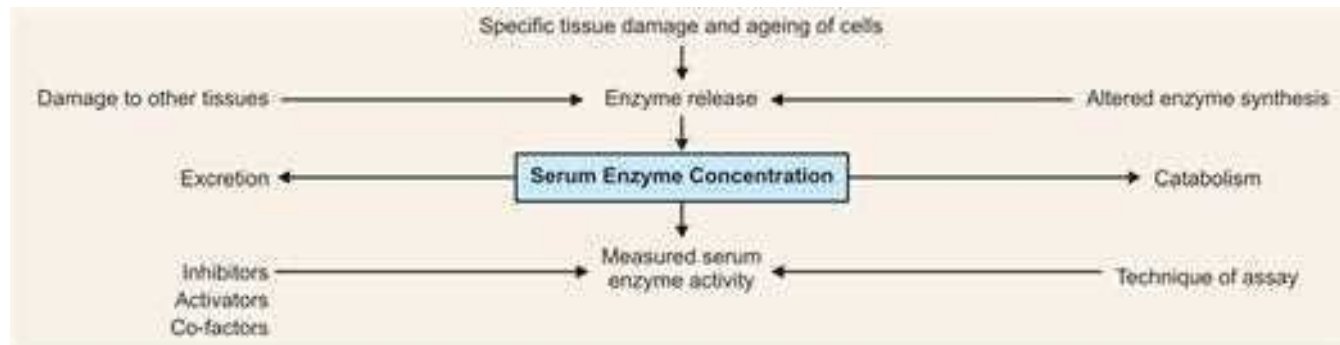 Specific tissue damage and ageing of cells
Damage to other tissues
Enzyme release
Altered enzyme synthesis
Excretion
Serum Enzyme Concentration
Catabolism
Measured serum
enzyme activity
Inhibitors
Activators
Co-factors
Technique of assay